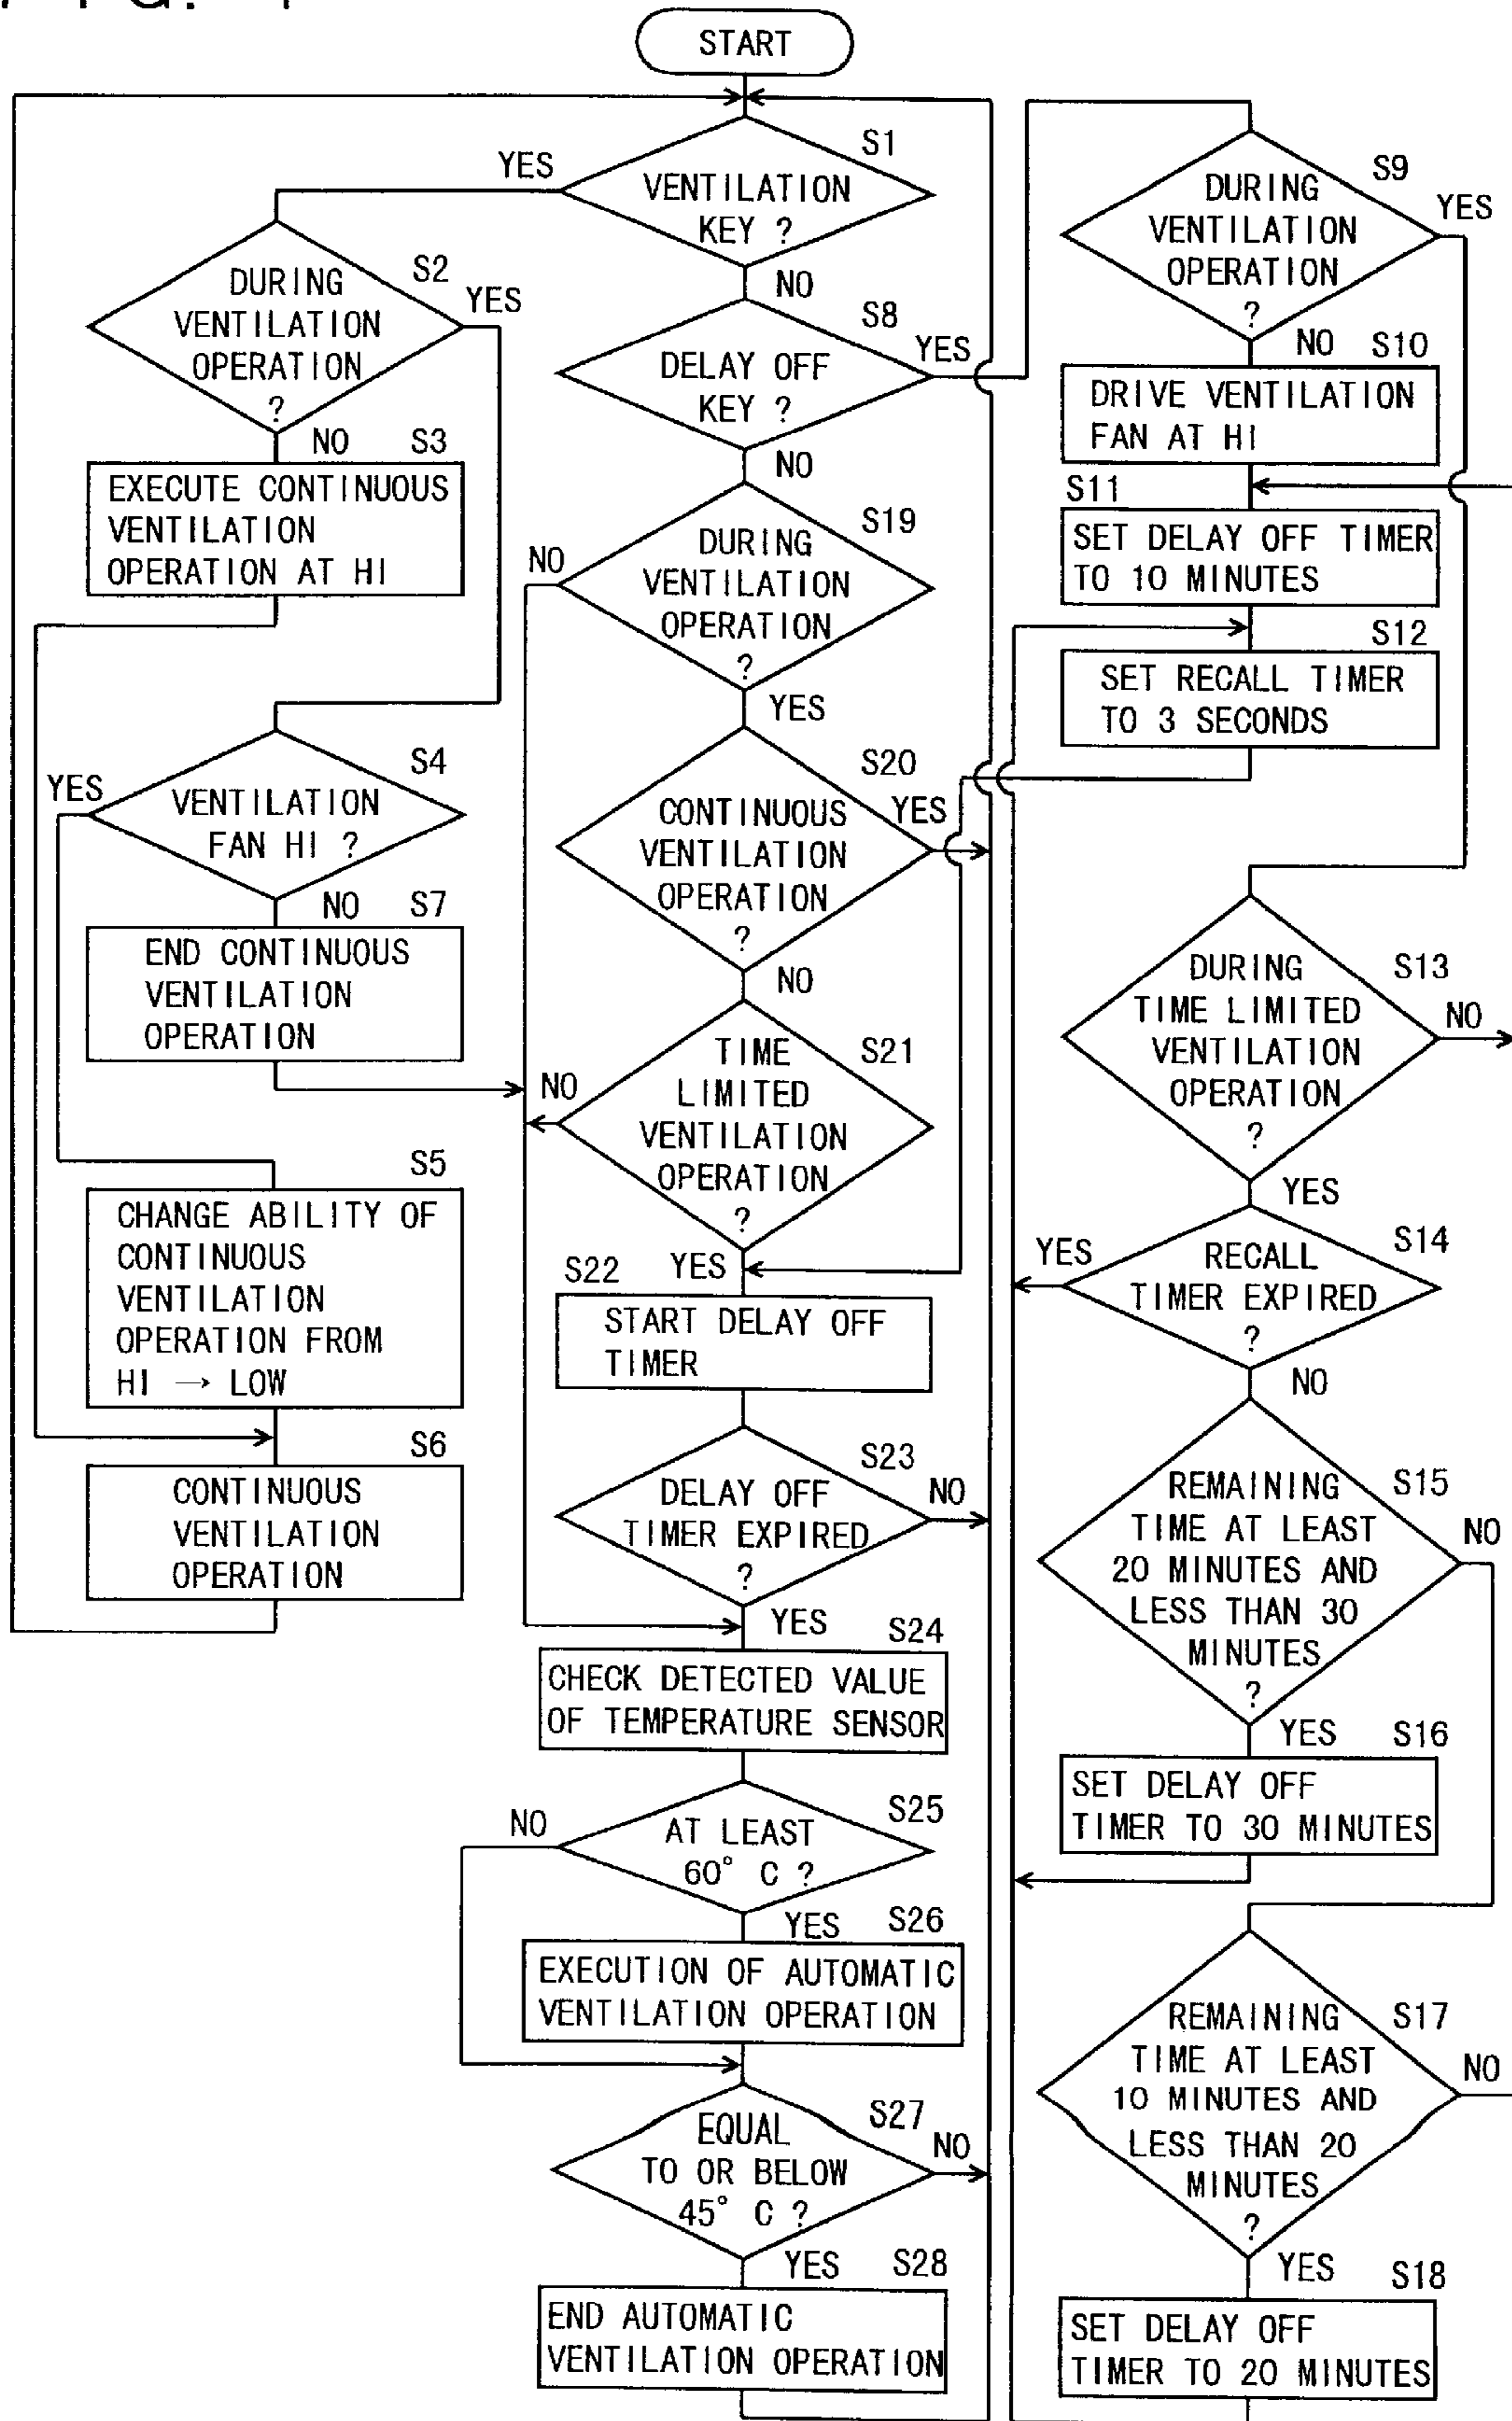 START
S1
YES
VENTILATION
KEY ?
NO
S2
DURING
YES
VENTILATION
OPERATION
?
NO
S3
EXECUTE CONTINUOUS
VENTILATION
OPERATION AT HI
S4
YES
VENTILATION
FAN HI ?
NO
S7
END CONTINUOUS
VENTILATION
OPERATION
S5
CHANGE ABILITY OF
CONTINUOUS
VENTILATION
OPERATION FROM
HI → LOW
S6
CONTINUOUS
VENTILATION
OPERATION
S8
YES
DELAY OFF
KEY ?
NO
S19
NO
DURING
VENTILATION
OPERATION
?
YES
S20
CONTINUOUS
YES
VENTILATION
OPERATION
?
NO
S21
TIME
NO
LIMITED
VENTILATION
OPERATION
?
YES
S22
START DELAY OFF
TIMER
S23
DELAY OFF
NO
TIMER EXPIRED
?
YES
S24
CHECK DETECTED VALUE
OF TEMPERATURE SENSOR
S25
NO
AT LEAST
60° C ?
YES
S26
EXECUTION OF AUTOMATIC
VENTILATION OPERATION
S27
EQUAL
NO
TO OR BELOW
45° C ?
YES
S28
END AUTOMATIC
VENTILATION OPERATION
S9
DURING
YES
VENTILATION
OPERATION
?
NO
S10
DRIVE VENTILATION
FAN AT HI
S11
SET DELAY OFF TIMER
TO 10 MINUTES
S12
SET RECALL TIMER
TO 3 SECONDS
S13
DURING
TIME LIMITED
NO
VENTILATION
OPERATION
?
YES
S14
YES
RECALL
TIMER EXPIRED
?
NO
S15
REMAINING
TIME AT LEAST
NO
20 MINUTES AND
LESS THAN 30
MINUTES
?
YES
S16
SET DELAY OFF
TIMER TO 30 MINUTES
S17
REMAINING
TIME AT LEAST
NO
10 MINUTES AND
LESS THAN 20
MINUTES
?
YES
S18
SET DELAY OFF
TIMER TO 20 MINUTES